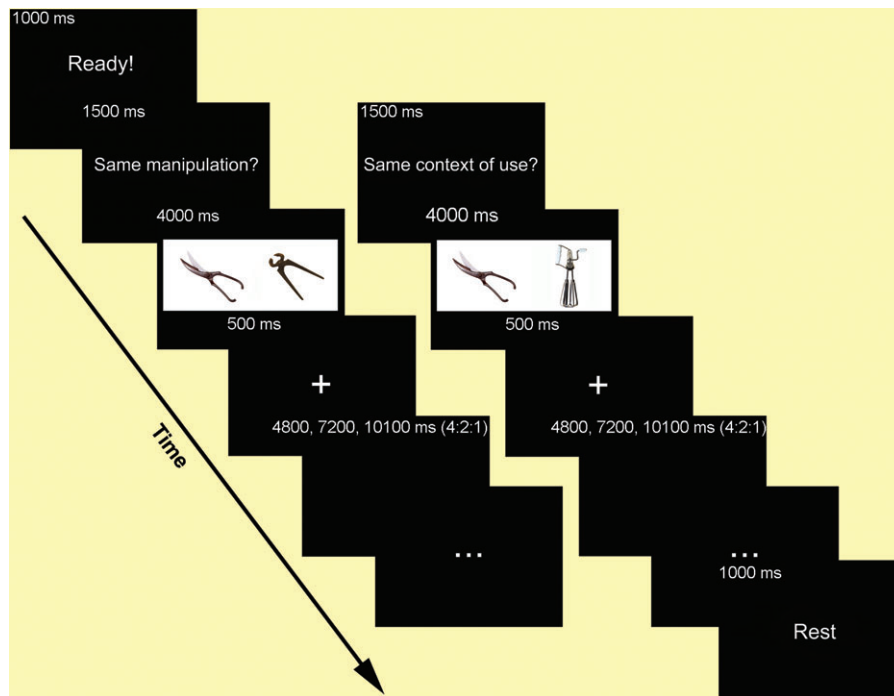 1000 ms
Ready!
1500 ms
Same manipulation?
4000 ms
500 ms
+
4800, 7200, 10100 ms (4:2:1)
...
1500 ms
Same context of use?
4000 ms
500 ms
+
4800, 7200, 10100 ms (4:2:1)
...
1000 ms
Rest
Time